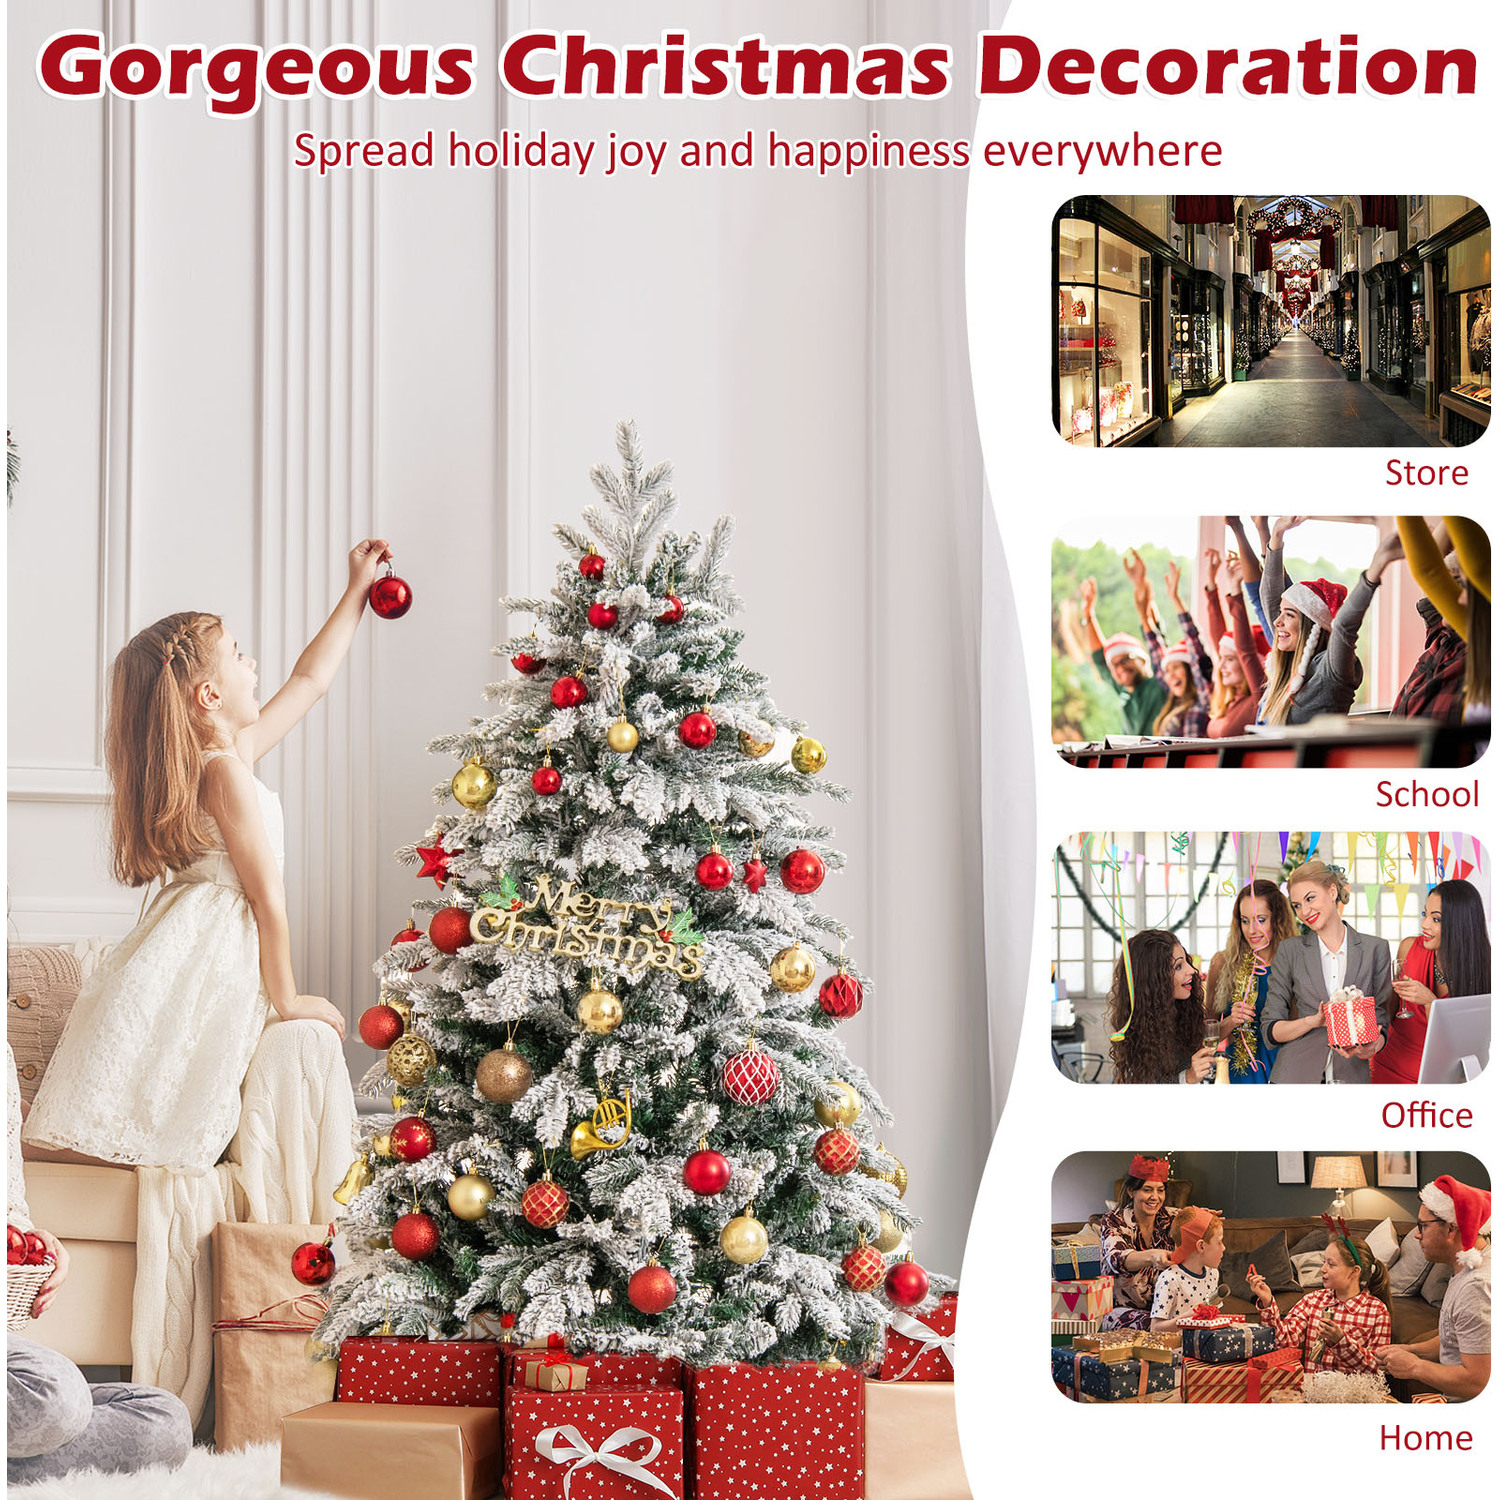 Gorgeous Christmas Decoration
Spread holiday joy and happiness everywhere
Store
School
Merry
Christmas
Office
Home